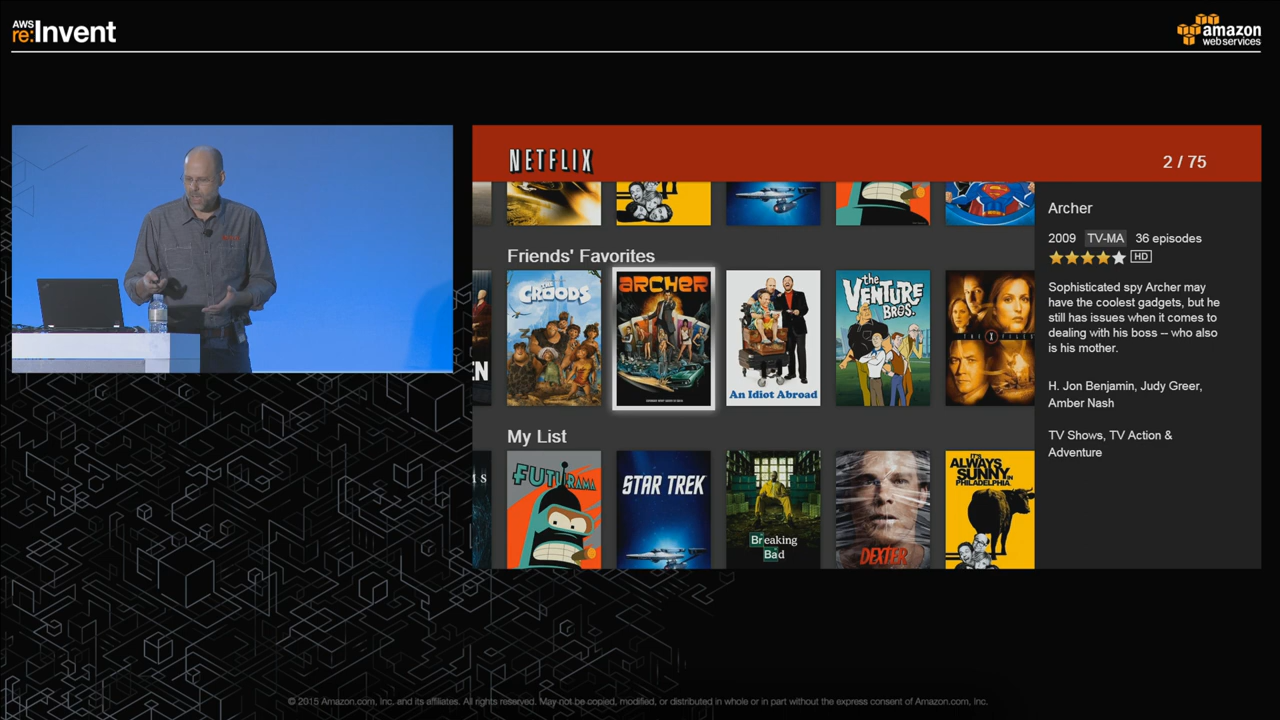 AWS
re:Invent
amazon
webservices
NETFLIX
2 / 75
Archer
2009 TV-MA 36 episodes
HD
Sophisticated spy Archer may
have the coolest gadgets, but he
still has issues when it comes to
dealing with his boss -- who also
is his mother.
H. Jon Benjamin, Judy Greer,
Amber Nash
TV Shows, TV Action &
Adventure
Friends' Favorites
EN
THE CROODS
ARCHER
An Idiot Abroad
the
VENTURE
BROS.
THE X FILES
My List
FUTURAMA
STAR TREK
Breaking
Bad
DEXTER
IT'S
ALWAYS
SUNNY IN
PHILADELPHIA
© 2015 Amazon.com, Inc. and its affiliates. All rights reserved. May not be copied, modified, or distributed in whole or in part without the express consent of Amazon.com, Inc.